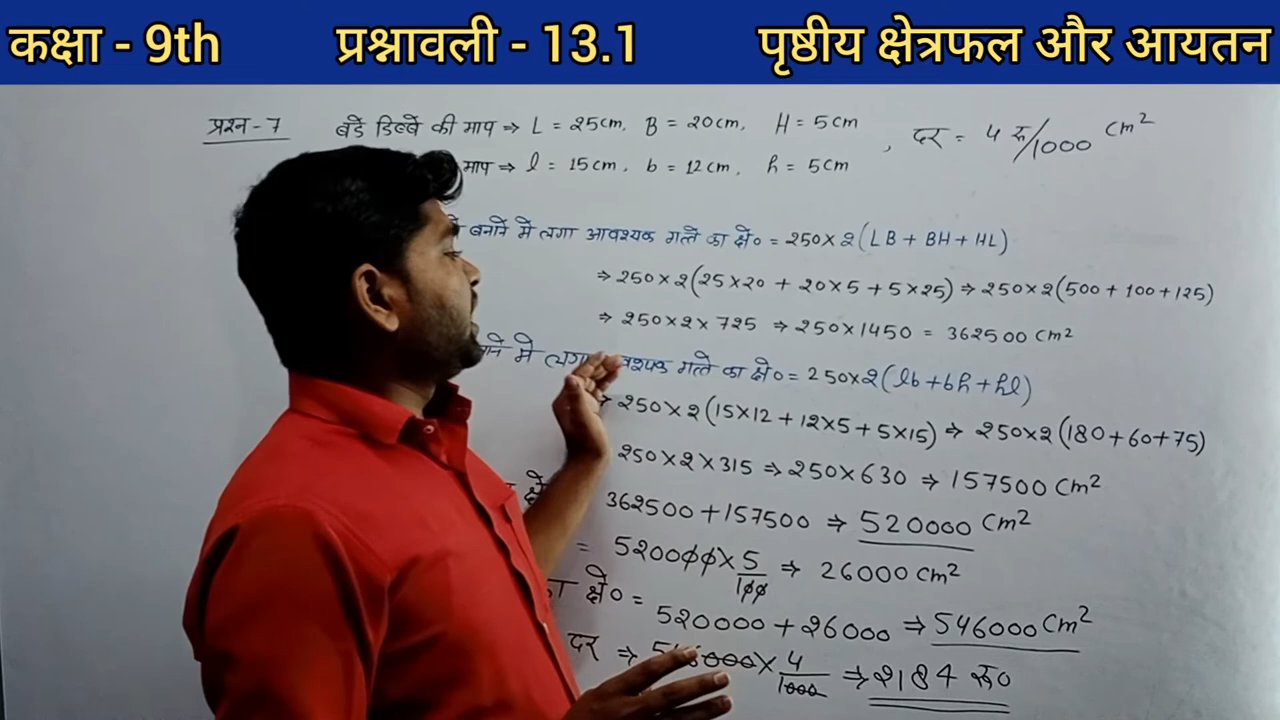 कक्षा - 9th प्रश्नावली - 13.1 पृष्ठीय क्षेत्रफल और आयतन
प्रश्न-7 बडे डिब्बे की माप ⇒ L = 25cm, B = 20cm, H = 5cm , दर = 4 रु/1000 cm²
माप ⇒ l = 15cm, b = 12cm, h = 5cm
बनाने मे लगा आवश्यक गत्ते का क्षे० = 250×2(LB+BH+HL)
⇒ 250×2(25×20 + 20×5+5×25) ⇒ 250×2(500+100+125)
⇒ 250×2×725 ⇒ 250×1450 = 362500 cm²
मे लगा गत्ते का क्षे० = 250×2(lb+bh+hl)
250×2(15×12+12×5+5×15) ⇒ 250×2(180+60+75)
250×2×315 ⇒ 250×630 ⇒ 157500 cm²
362500+157500 ⇒ 520000 cm²
= 520000×5/100 ⇒ 26000 cm²
का क्षे० = 520000+26000 ⇒ 546000 cm²
दर ⇒ 546000×4/1000 ⇒ 2184 रु०